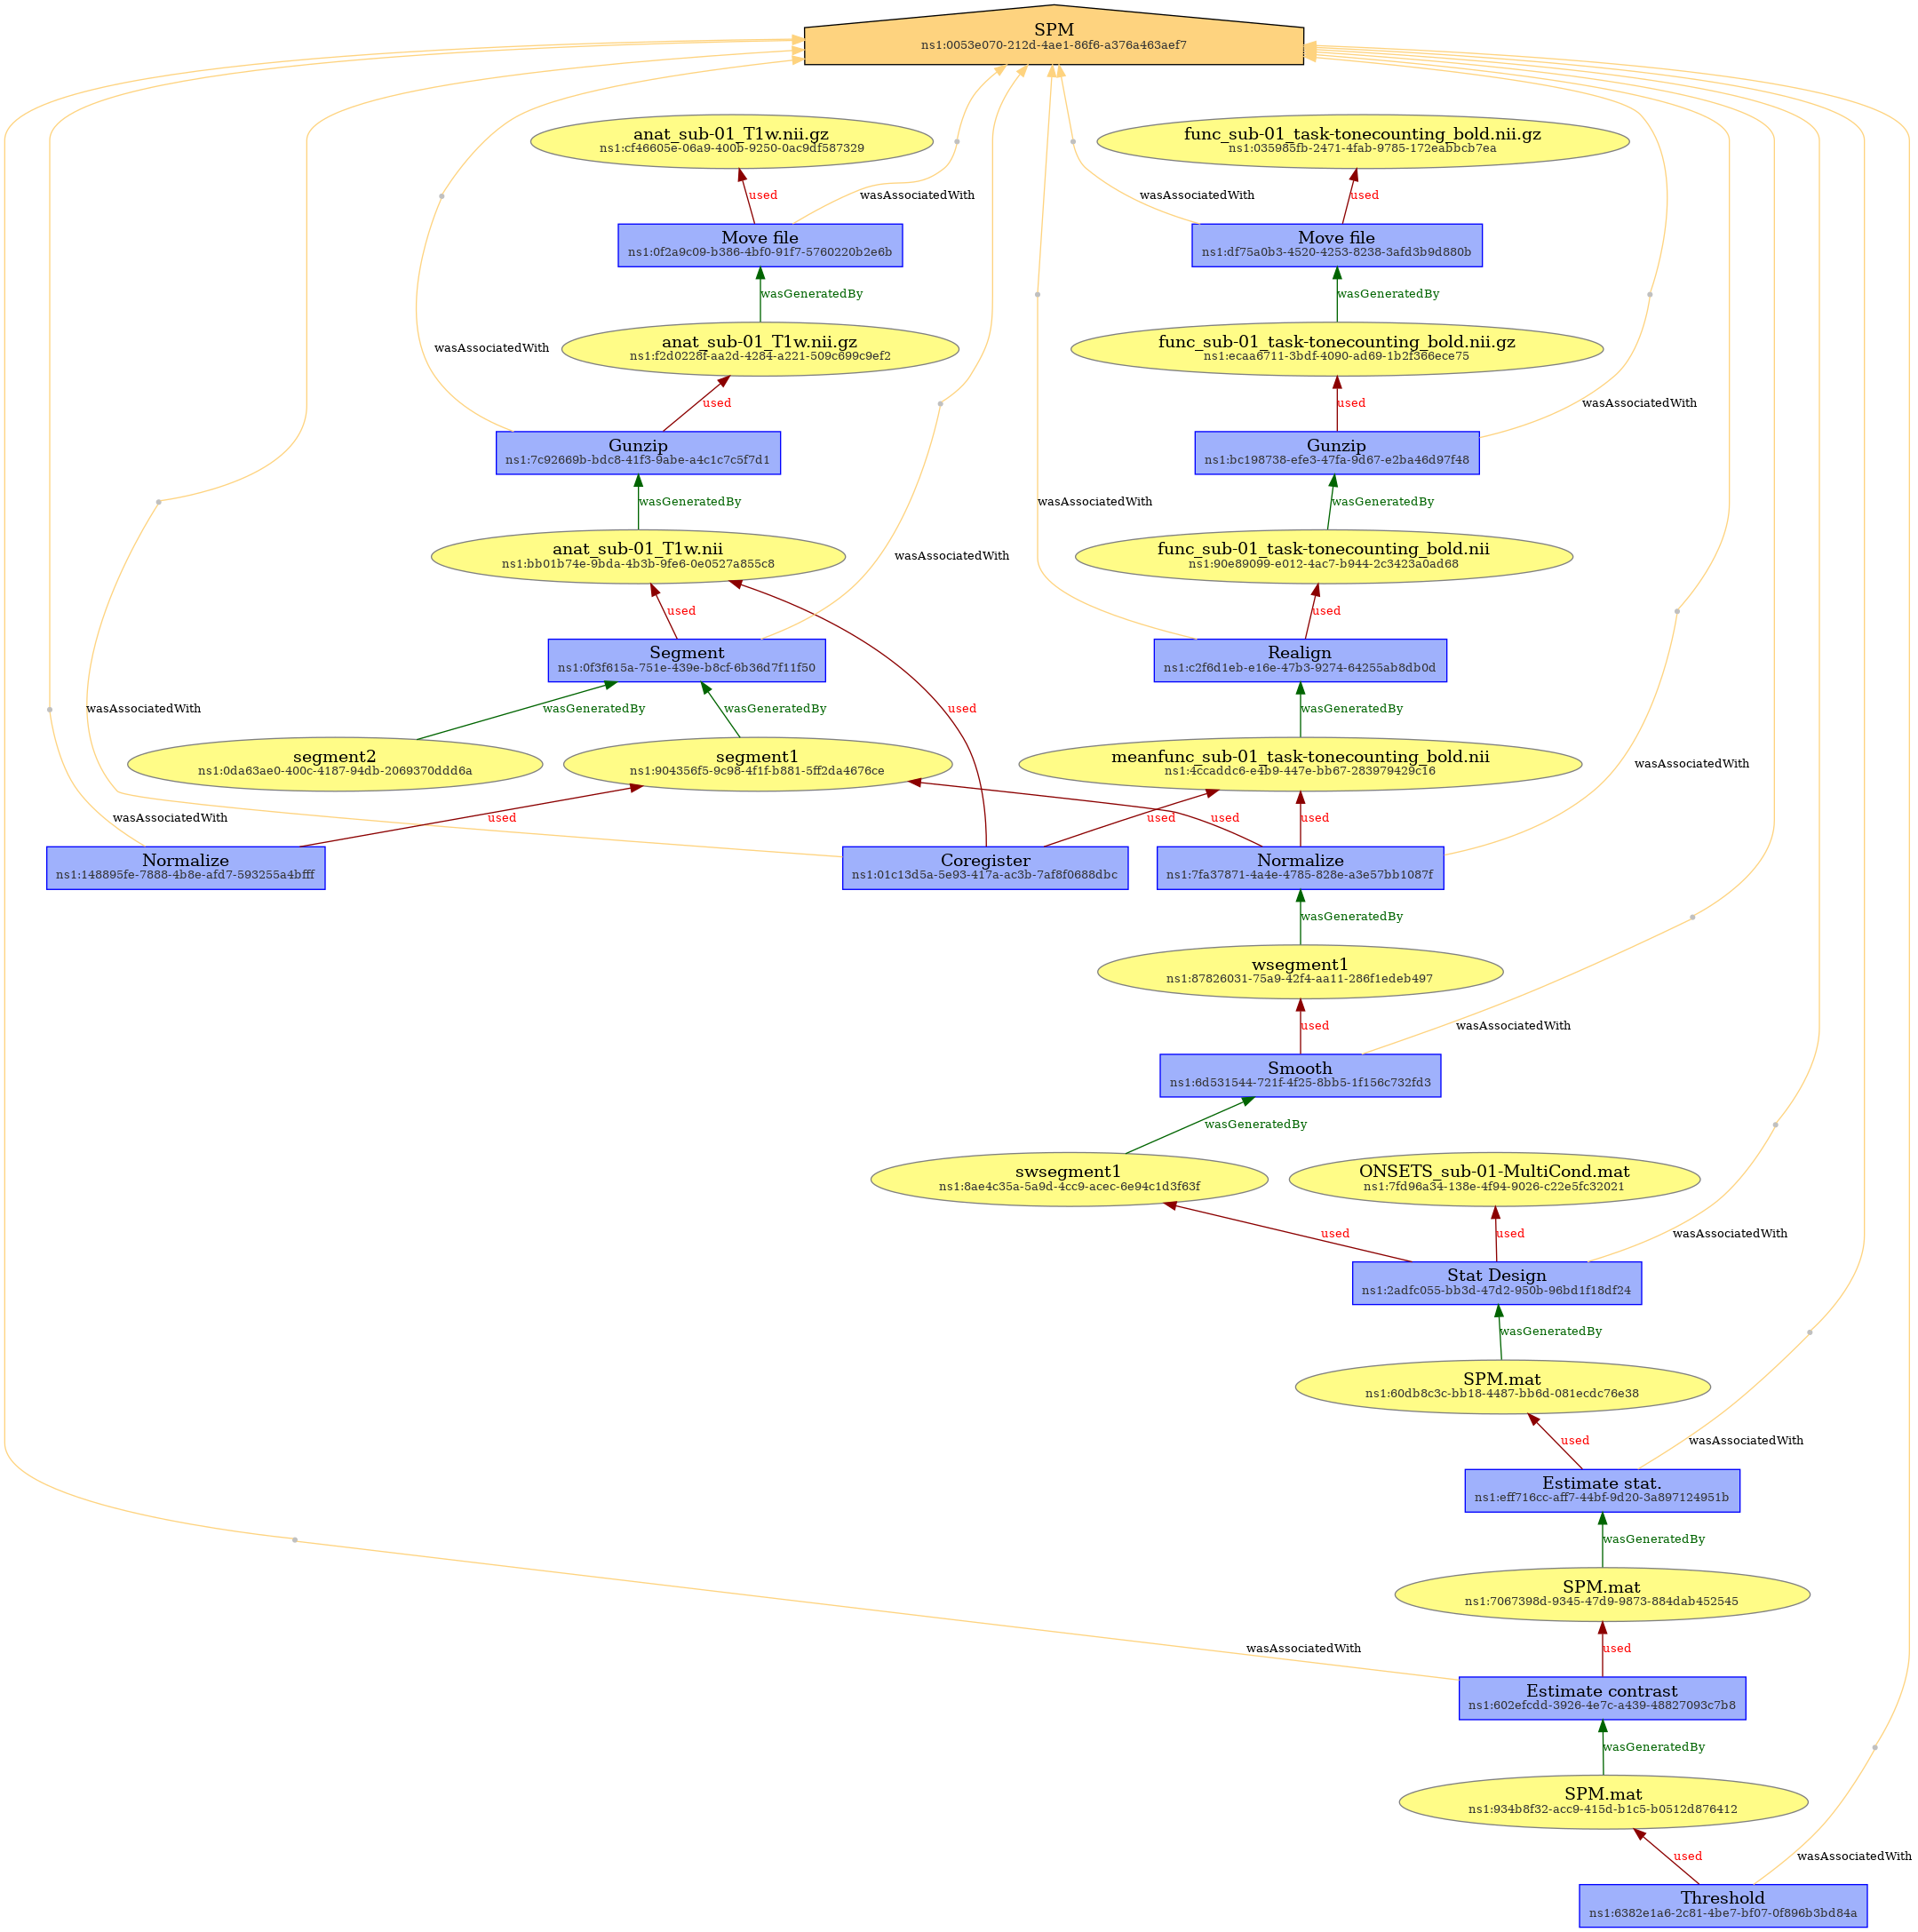 SPM
ns1:0053e070-212d-4ae1-86f6-a376a463aef7
anat_sub-01_T1w.nii.gz
ns1:cf46605e-06a9-400b-9250-0ac9df587329
func_sub-01_task-tonecounting_bold.nii.gz
ns1:035985fb-2471-4fab-9785-172eabbcb7ea
used
wasAssociatedWith
wasAssociatedWith
used
Move file
ns1:0f2a9c09-b386-4bf0-91f7-5760220b2e6b
Move file
ns1:df75a0b3-4520-4253-8238-3afd3b9d880b
wasGeneratedBy
wasGeneratedBy
wasAssociatedWith
anat_sub-01_T1w.nii.gz
ns1:f2d0228f-aa2d-4284-a221-509c699c9ef2
func_sub-01_task-tonecounting_bold.nii.gz
ns1:ecaa6711-3bdf-4090-ad69-1b2f366ece75
used
used
wasAssociatedWith
Gunzip
ns1:7c92669b-bdc8-41f3-9abe-a4c1c7c5f7d1
Gunzip
ns1:bc198738-efe3-47fa-9d67-e2ba46d97f48
wasGeneratedBy
wasAssociatedWith
wasGeneratedBy
anat_sub-01_T1w.nii
ns1:bb01b74e-9bda-4b3b-9fe6-0e0527a855c8
wasAssociatedWith
func_sub-01_task-tonecounting_bold.nii
ns1:90e89099-e012-4ac7-b944-2c3423a0ad68
used
used
Segment
ns1:0f3f615a-751e-439e-b8cf-6b36d7f11f50
Realign
ns1:c2f6d1eb-e16e-47b3-9274-64255ab8db0d
wasAssociatedWith
wasGeneratedBy
wasGeneratedBy
used
wasGeneratedBy
segment2
ns1:0da63ae0-400c-4187-94db-2069370ddd6a
segment1
ns1:904356f5-9c98-4f1f-b881-5ff2da4676ce
meanfunc_sub-01_task-tonecounting_bold.nii
ns1:4ccaddc6-e4b9-447e-bb67-283979429c16
wasAssociatedWith
wasAssociatedWith
used
used
used
used
Normalize
ns1:148895fe-7888-4b8e-afd7-593255a4bfff
Coregister
ns1:01c13d5a-5e93-417a-ac3b-7af8f0688dbc
Normalize
ns1:7fa37871-4a4e-4785-828e-a3e57bb1087f
wasGeneratedBy
wsegment1
ns1:87826031-75a9-42f4-aa11-286f1edeb497
used
wasAssociatedWith
Smooth
ns1:6d531544-721f-4f25-8bb5-1f156c732fd3
wasGeneratedBy
swsegment1
ns1:8ae4c35a-5a9d-4cc9-acec-6e94c1d3f63f
ONSETS_sub-01-MultiCond.mat
ns1:7fd96a34-138e-4f94-9026-c22e5fc32021
used
used
wasAssociatedWith
Stat Design
ns1:2adfc055-bb3d-47d2-950b-96bd1f18df24
wasGeneratedBy
SPM.mat
ns1:60db8c3c-bb18-4487-bb6d-081ecdc76e38
used
wasAssociatedWith
Estimate stat.
ns1:eff716cc-aff7-44bf-9d20-3a897124951b
wasGeneratedBy
SPM.mat
ns1:7067398d-9345-47d9-9873-884dab452545
wasAssociatedWith
used
Estimate contrast
ns1:602efcdd-3926-4e7c-a439-48827093c7b8
wasGeneratedBy
SPM.mat
ns1:934b8f32-acc9-415d-b1c5-b0512d876412
used
wasAssociatedWith
Threshold
ns1:6382e1a6-2c81-4be7-bf07-0f896b3bd84a